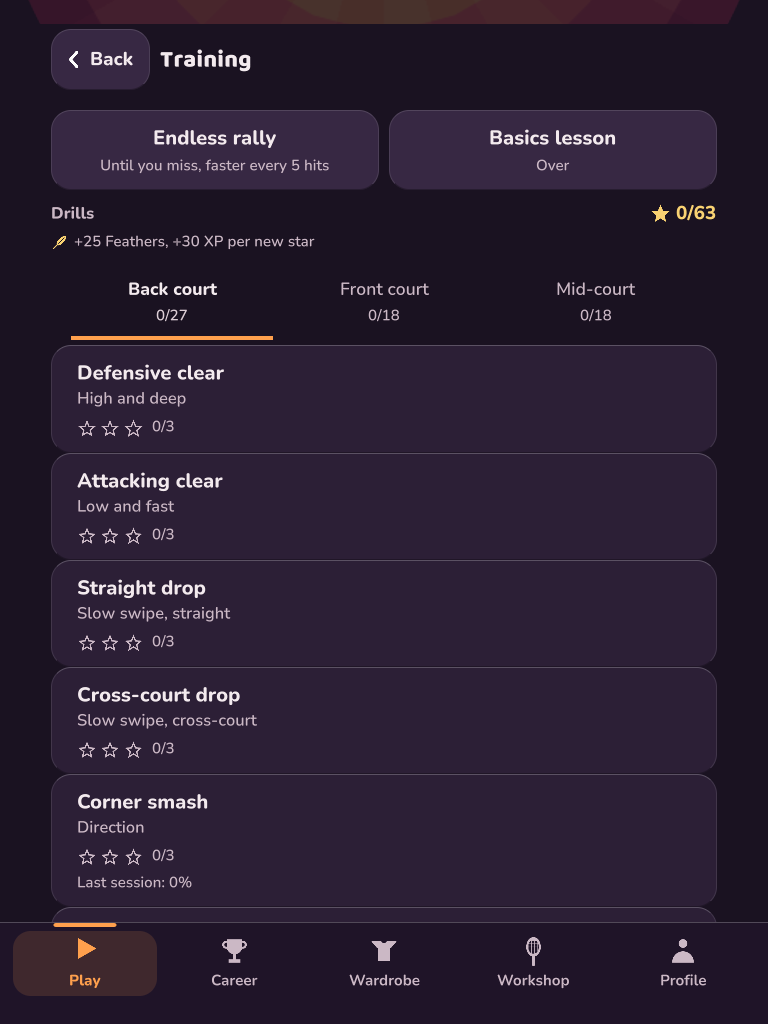 Back
Training
Endless rally
Until you miss, faster every 5 hits
Basics lesson
Over
Drills
0/63
+25 Feathers, +30 XP per new star
Back court
0/27
Front court
0/18
Mid-court
0/18
Defensive clear
High and deep
0/3
Attacking clear
Low and fast
0/3
Straight drop
Slow swipe, straight
0/3
Cross-court drop
Slow swipe, cross-court
0/3
Corner smash
Direction
0/3
Last session: 0%
Play
Career
Wardrobe
Workshop
Profile